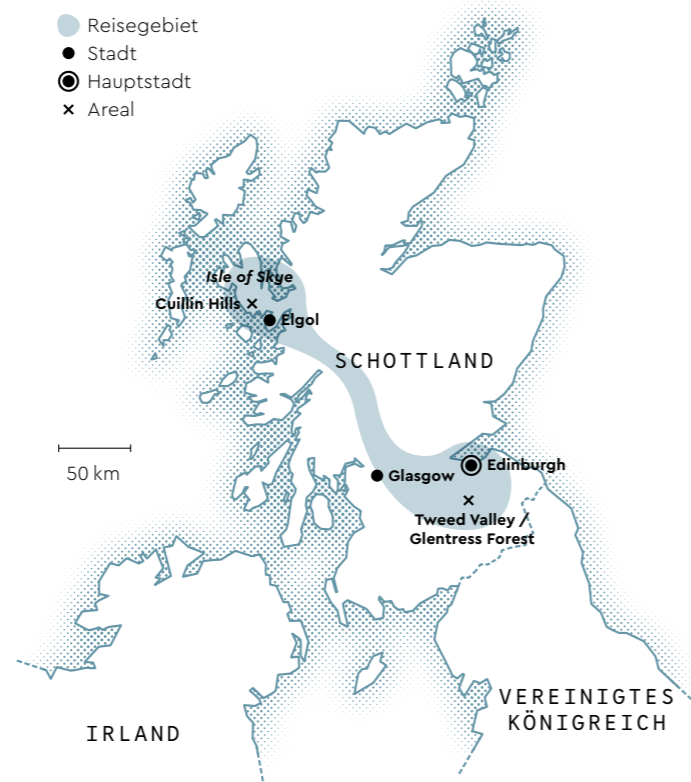 Reisegebiet
Stadt
Hauptstadt
Areal
Isle of Skye
Cuillin Hills
Elgol
SCHOTTLAND
50 km
Edinburgh
Glasgow
Tweed Valley /
Glentress Forest
VEREINIGTES
KÖNIGREICH
IRLAND